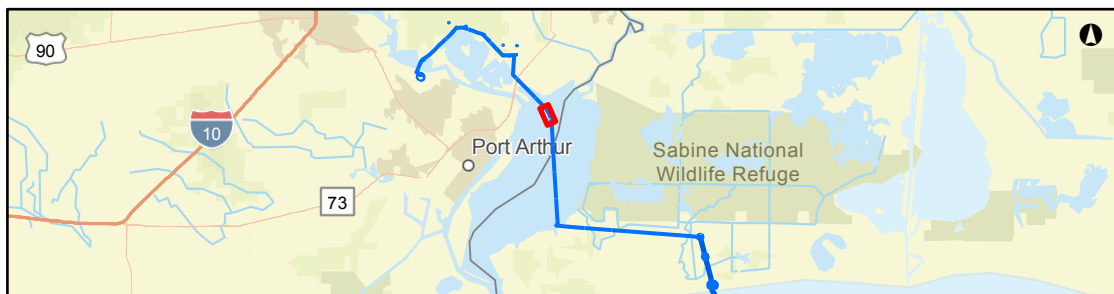 90
10
Port Arthur
Sabine National
Wildlife Refuge
73